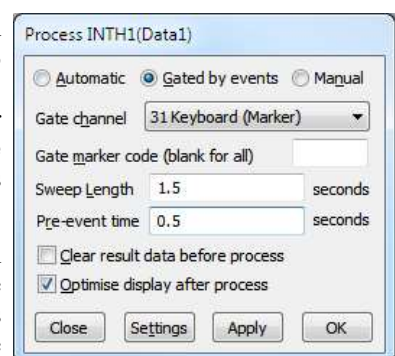 Process INTH1(Data1)
Automatic Gated by events Manual
Gate channel 31 Keyboard (Marker)
Gate marker code (blank for all)
Sweep Length 1.5 seconds
Pre-event time 0.5 seconds
Clear result data before process
Optimise display after process
Close Settings Apply OK